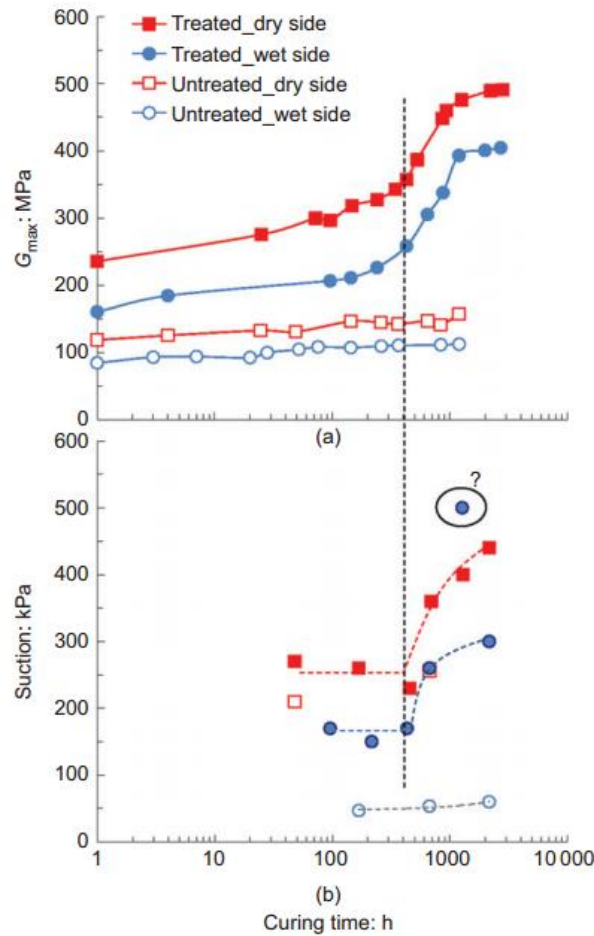 600
500
400
300
200
100
0
Gmax: MPa
Treated_dry side
Treated_wet side
Untreated_dry side
Untreated_wet side
(a)
600
500
400
300
200
100
0
Suction: kPa
?
1
10
100
1000
10 000
(b)
Curing time: h